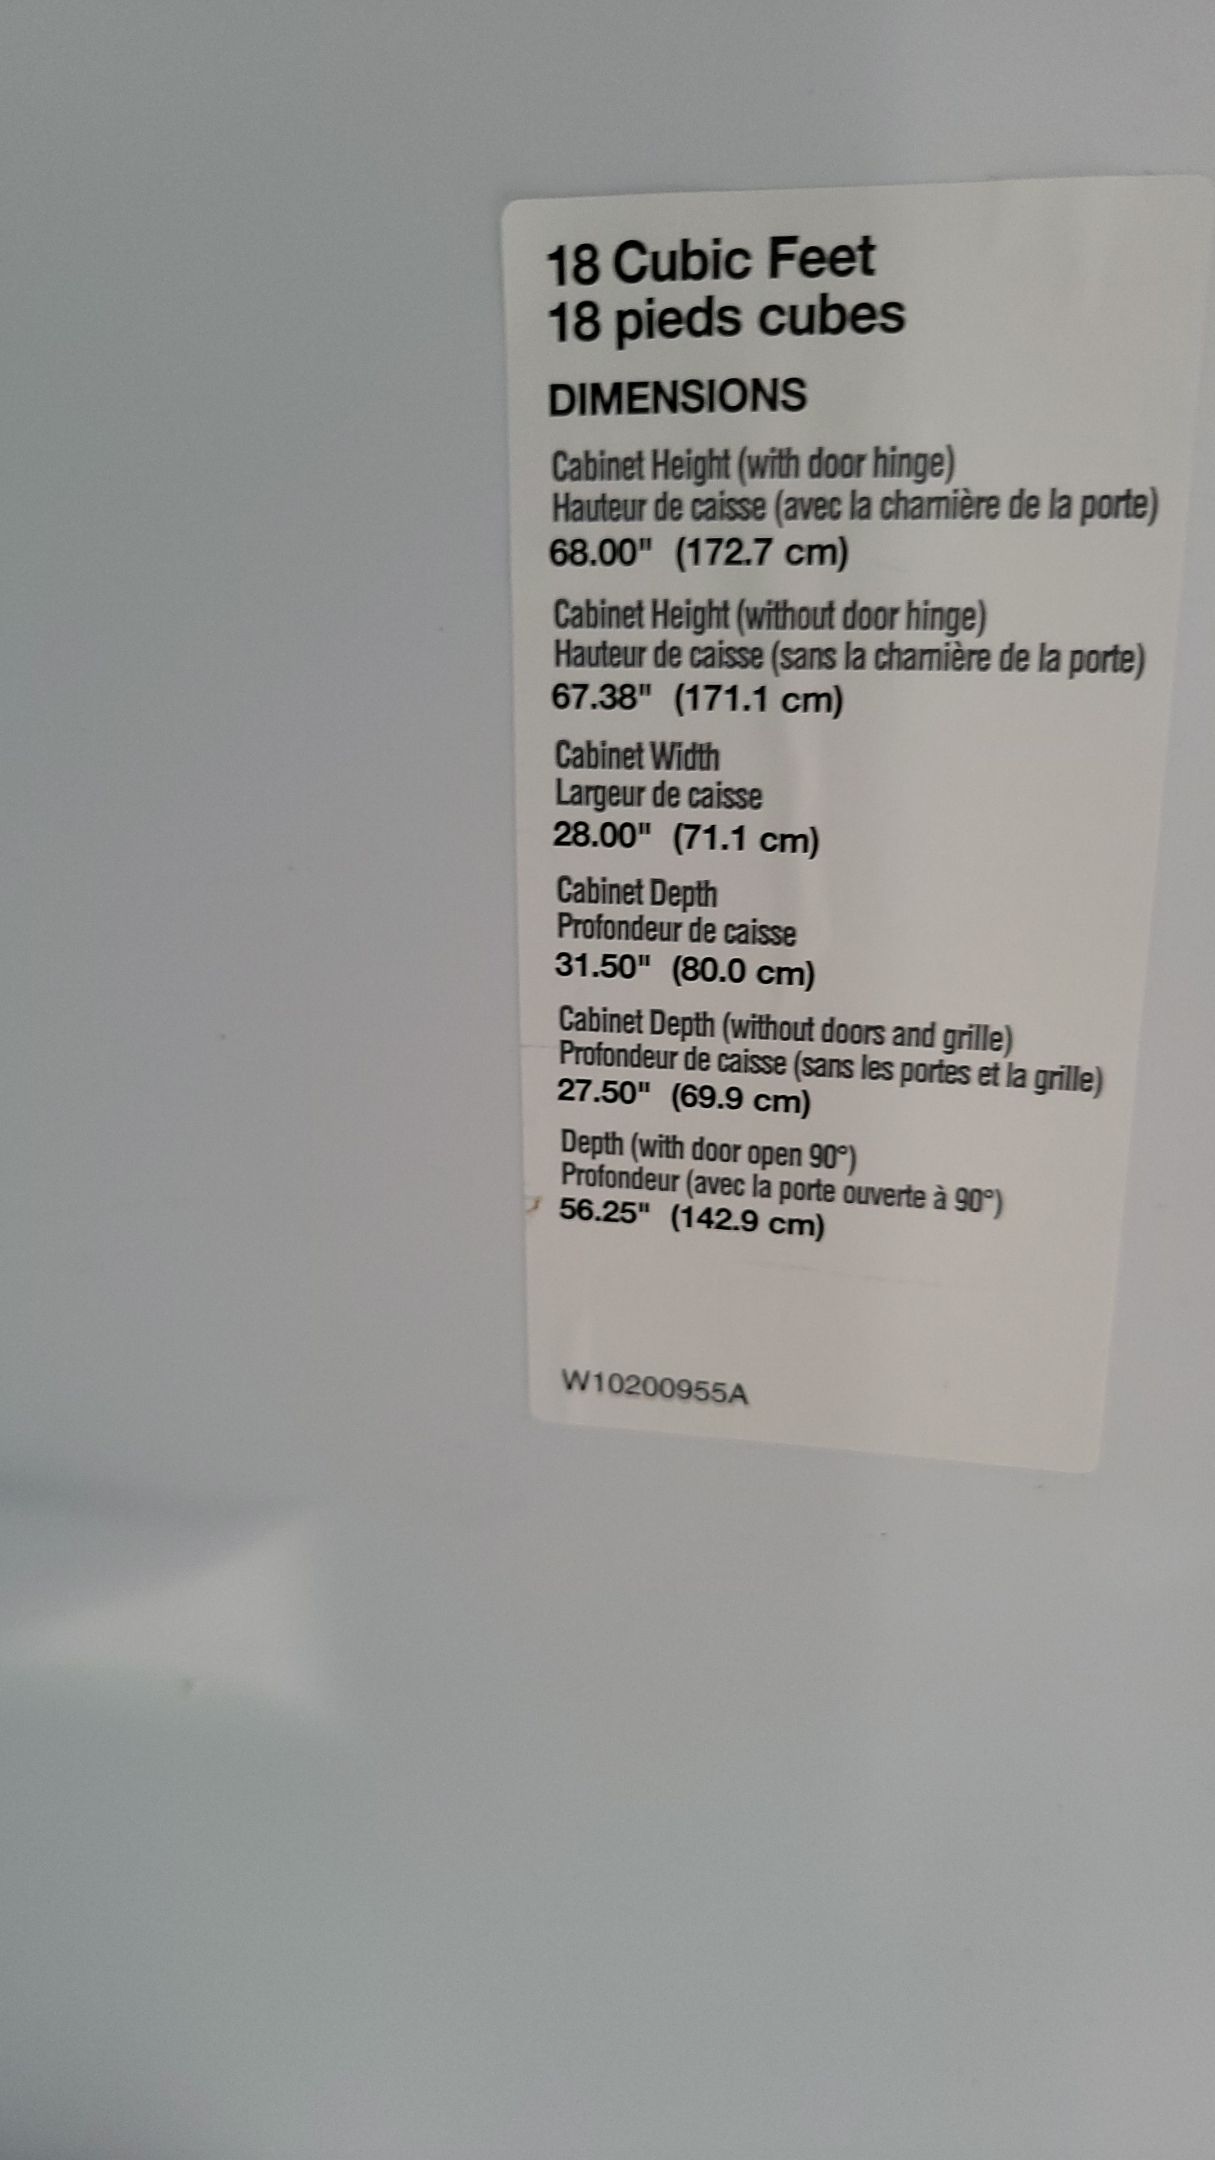 18 Cubic Feet
18 pieds cubes
DIMENSIONS
Cabinet Height (with door hinge)
Hauteur de caisse (avec la charnière de la porte)
68.00" (172.7 cm)
Cabinet Height (without door hinge)
Hauteur de caisse (sans la charnière de la porte)
67.38" (171.1 cm)
Cabinet Width
Largeur de caisse
28.00" (71.1 cm)
Cabinet Depth
Profondeur de caisse
31.50" (80.0 cm)
Cabinet Depth (without doors and grille)
Profondeur de caisse (sans les portes et la grille)
27.50" (69.9 cm)
Depth (with door open 90°)
Profondeur (avec la porte ouverte à 90°)
56.25" (142.9 cm)
W10200955A